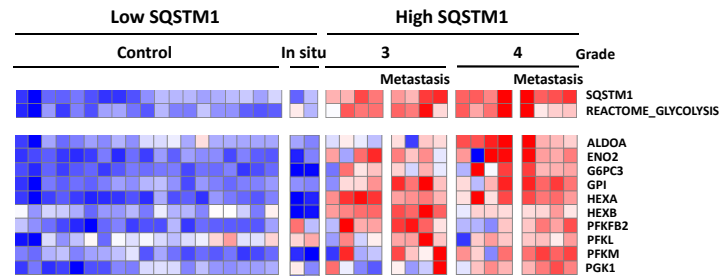 Low SQSTM1 High SQSTM1
Control In situ 3 4 Grade
Metastasis Metastasis
SQSTM1
REACTOME_GLYCOLYSIS
ALDOA
ENO2
G6PC3
GPI
HEXA
HEXB
PFKFB2
PFKL
PFKM
PGK1